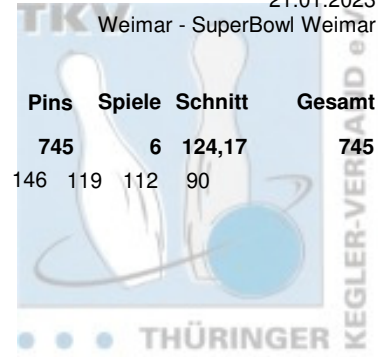 TKV
21.01.2023
Weimar - SuperBowl Weimar
Pins Spiele Schnitt Gesamt
745 6 124,17 745
146 119 112 90
THÜRINGER
KEGLER-VERBAND e.V.